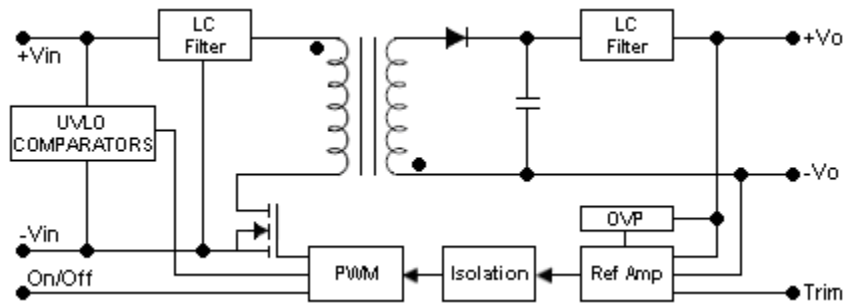 LC
Filter
LC
Filter
+Vin
+Vo
UVLO
COMPARATORS
-Vo
OVP
-Vin
On/Off
PWM
Isolation
Ref Amp
Trim